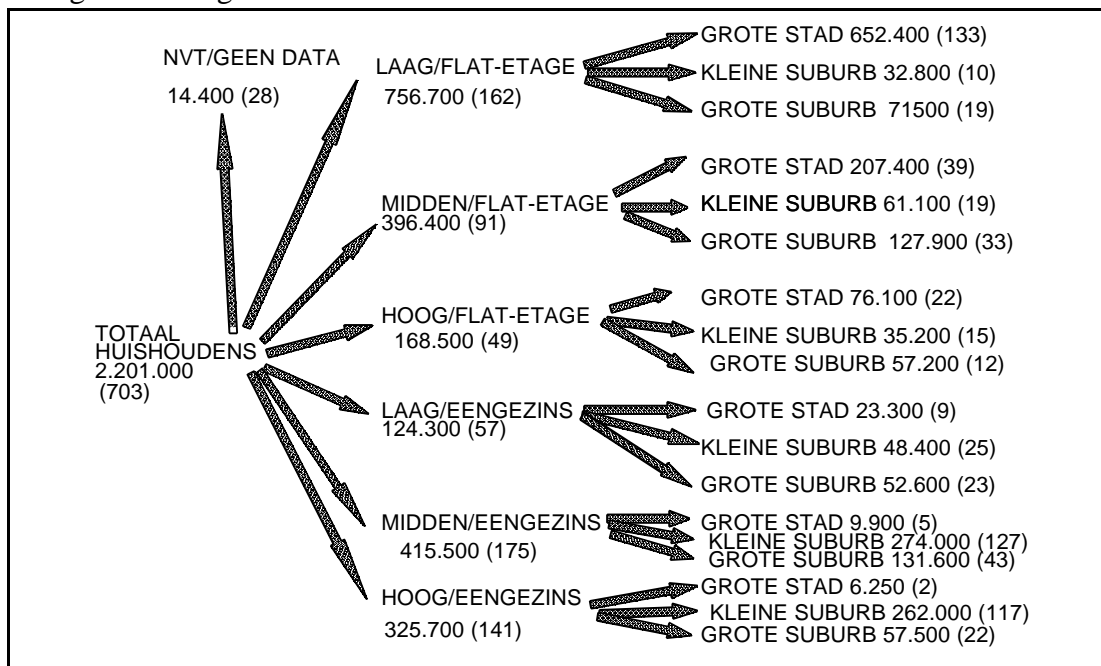 NVT/GEEN DATA
14.400 (28)
TOTAAL
HUISHOUDENS
2.201.000
(703)
LAAG/FLAT-ETAGE
756.700 (162)
GROTE STAD 652.400 (133)
KLEINE SUBURB 32.800 (10)
GROTE SUBURB 71500 (19)
MIDDEN/FLAT-ETAGE
396.400 (91)
GROTE STAD 207.400 (39)
KLEINE SUBURB 61.100 (19)
GROTE SUBURB 127.900 (33)
HOOG/FLAT-ETAGE
168.500 (49)
GROTE STAD 76.100 (22)
KLEINE SUBURB 35.200 (15)
GROTE SUBURB 57.200 (12)
LAAG/EENGEZINS
124.300 (57)
GROTE STAD 23.300 (9)
KLEINE SUBURB 48.400 (25)
GROTE SUBURB 52.600 (23)
MIDDEN/EENGEZINS
415.500 (175)
GROTE STAD 9.900 (5)
KLEINE SUBURB 274.000 (127)
GROTE SUBURB 131.600 (43)
HOOG/EENGEZINS
325.700 (141)
GROTE STAD 6.250 (2)
KLEINE SUBURB 262.000 (117)
GROTE SUBURB 57.500 (22)